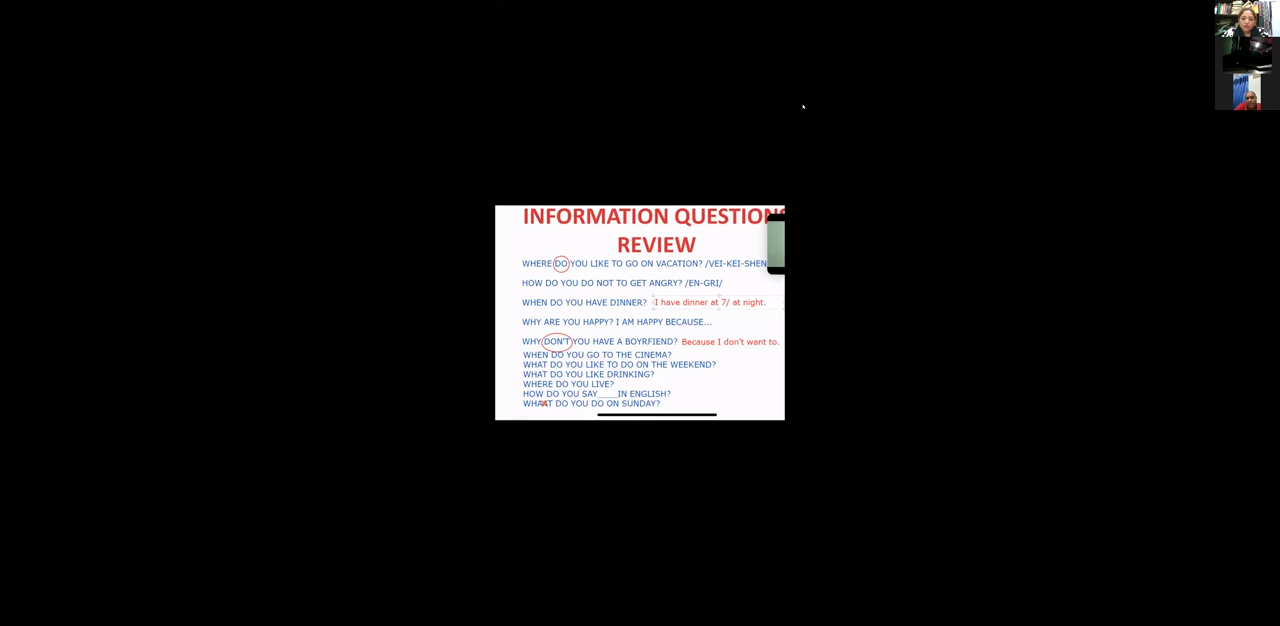 INFORMATION QUESTIONS
REVIEW
WHERE DO YOU LIKE TO GO ON VACATION? /VEI-KEI-SHEN
HOW DO YOU DO NOT TO GET ANGRY? /EN-GRI/
WHEN DO YOU HAVE DINNER? I have dinner at 7/ at night.
WHY ARE YOU HAPPY? I AM HAPPY BECAUSE...
WHY DON'T YOU HAVE A BOYRFIEND? Because I don't want to.
WHEN DO YOU GO TO THE CINEMA?
WHAT DO YOU LIKE TO DO ON THE WEEKEND?
WHAT DO YOU LIKE DRINKING?
WHERE DO YOU LIVE?
HOW DO YOU SAY____IN ENGLISH?
WHAT DO YOU DO ON SUNDAY?